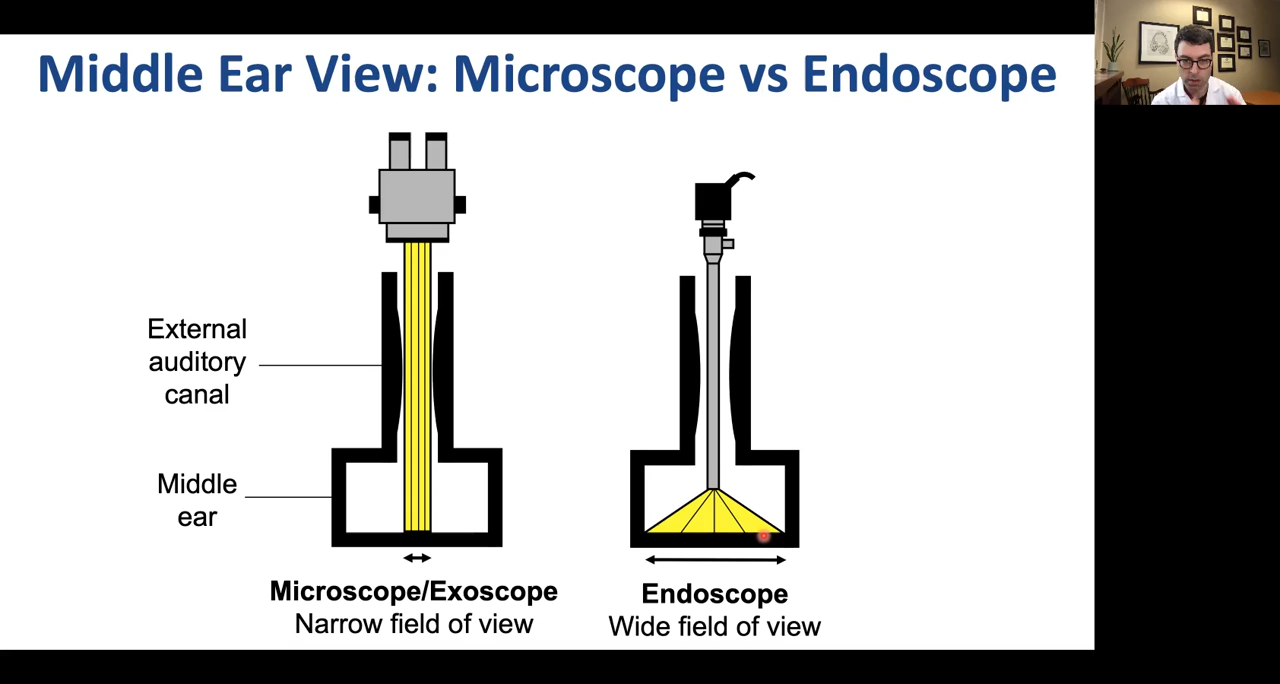 Middle Ear View: Microscope vs Endoscope
External
auditory
canal
Middle
ear
Microscope/Exoscope
Narrow field of view
Endoscope
Wide field of view